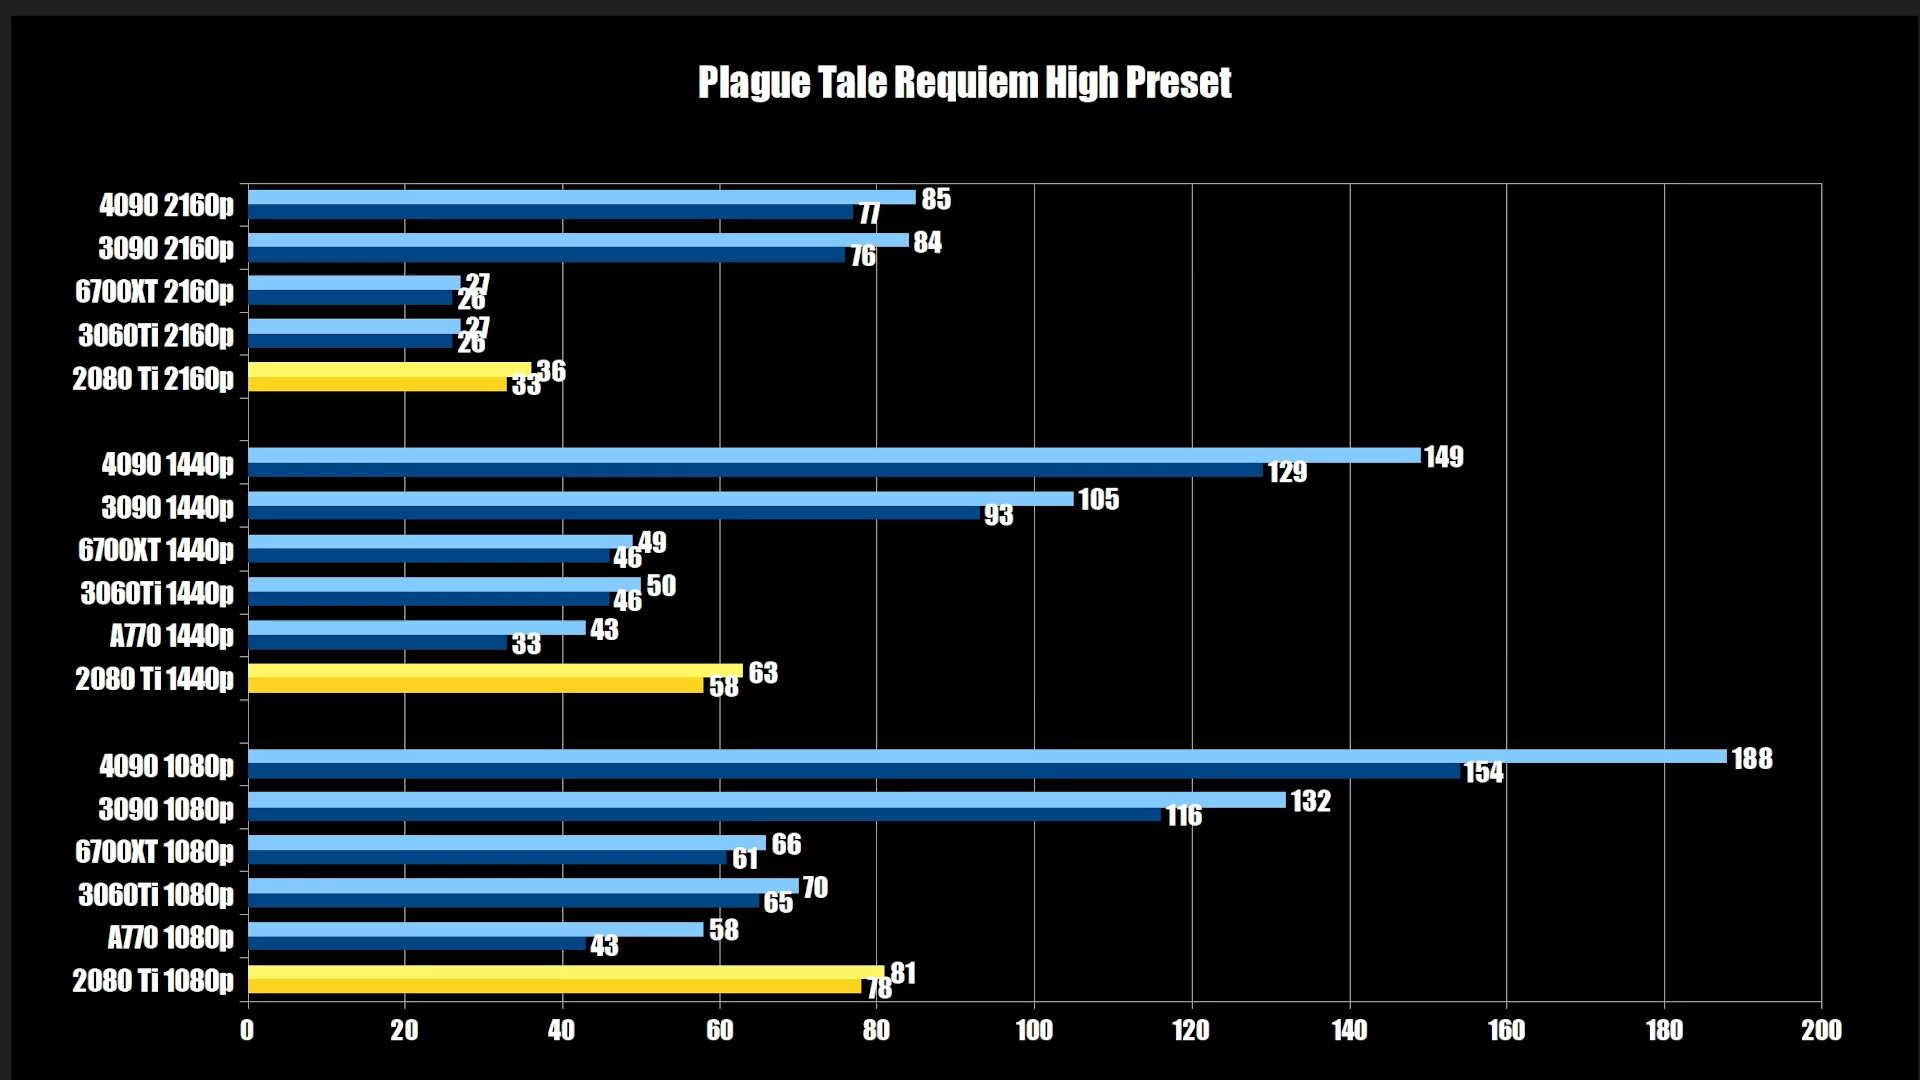 Plague Tale Requiem High Preset
4090 2160p 85
77
3090 2160p 84
76
6700XT 2160p 27
26
3060Ti 2160p 27
26
2080 Ti 2160p 36
33
4090 1440p 149
129
3090 1440p 105
93
6700XT 1440p 49
46
3060Ti 1440p 50
46
A770 1440p 43
33
2080 Ti 1440p 63
58
4090 1080p 188
154
3090 1080p 132
116
6700XT 1080p 66
61
3060Ti 1080p 70
65
A770 1080p 58
43
2080 Ti 1080p 81
78
0 20 40 60 80 100 120 140 160 180 200